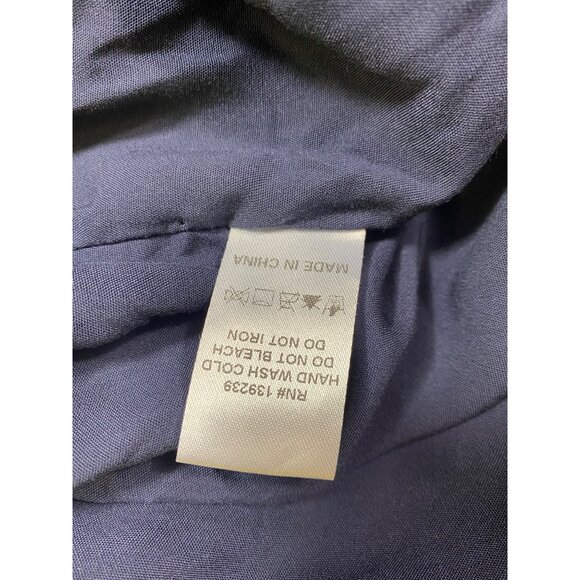 RN# 139239
HAND WASH COLD
DO NOT BLEACH
DO NOT IRON
MADE IN CHINA